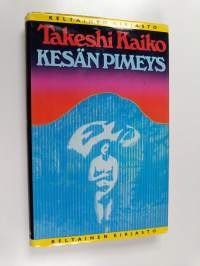 KELTAINEN KIRJASTO
Takeshi Kaiko
KESÄN PIMEYS
KELTAINEN KIRJASTO